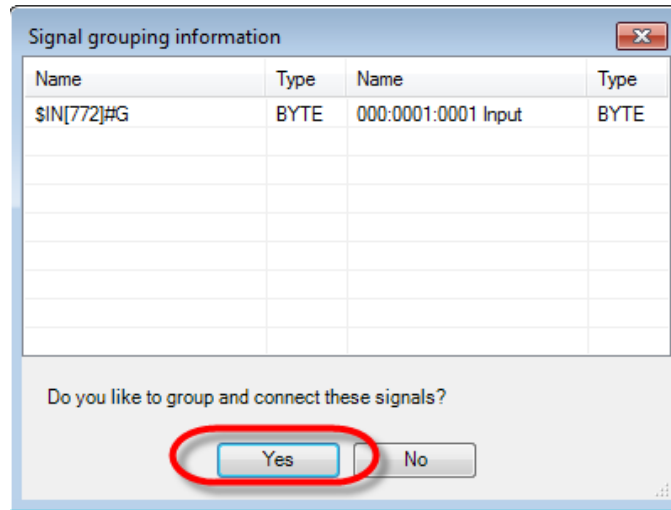 Signal grouping information
Name Type Name Type
$IN[772]#G BYTE 000:0001:0001 Input BYTE
Do you like to group and connect these signals?
Yes No